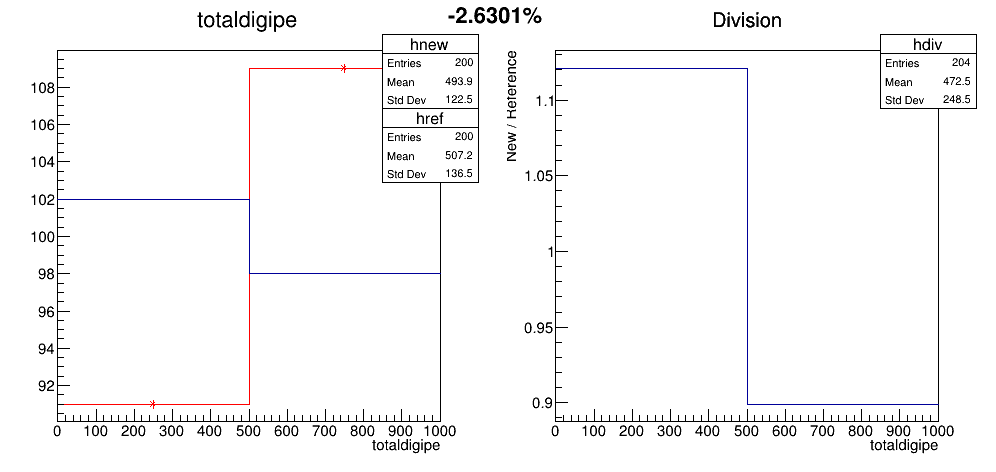 -2.6301%
totaldigipe
hnew
Entries 200
Mean 493.9
Std Dev 122.5
href
Entries 200
Mean 507.2
Std Dev 136.5
108
106
104
102
100
98
96
94
92
0 100 200 300 400 500 600 700 800 900 1000
totaldigipe
Division
hdiv
Entries 204
Mean 472.5
Std Dev 248.5
New / Reference
1.1
1.05
1
0.95
0.9
0 100 200 300 400 500 600 700 800 900 1000
totaldigipe